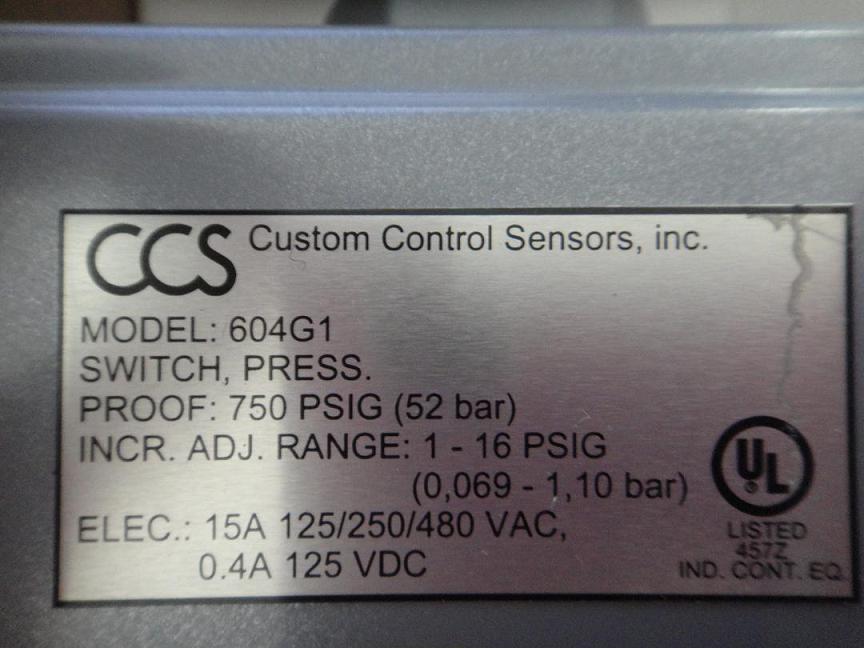 CCS Custom Control Sensors, inc.
MODEL: 604G1
SWITCH, PRESS.
PROOF: 750 PSIG (52 bar)
INCR. ADJ. RANGE: 1 - 16 PSIG
(0,069 - 1,10 bar)
ELEC.: 15A 125/250/480 VAC,
0.4A 125 VDC
UL
®
LISTED
457Z
IND. CONT. EQ.